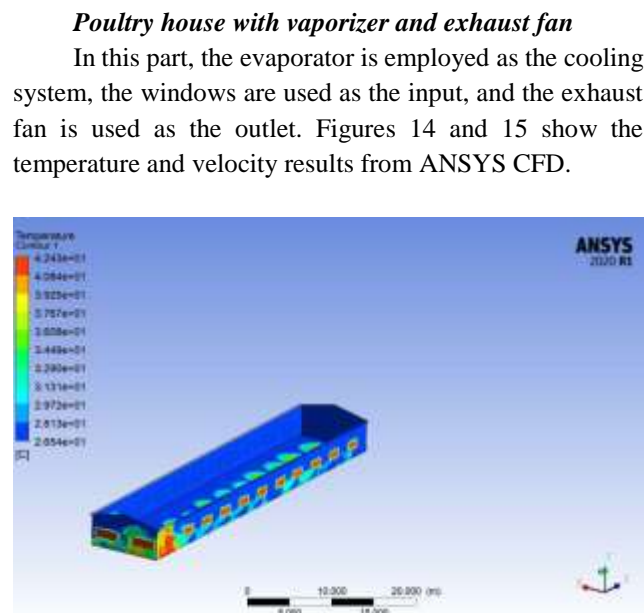 Poultry house with vaporizer and exhaust fan
In this part, the evaporator is employed as the cooling
system, the windows are used as the input, and the exhaust
fan is used as the outlet. Figures 14 and 15 show the
temperature and velocity results from ANSYS CFD.
Temperature
Contour 1
4.243e+01
4.084e+01
3.925e+01
3.767e+01
3.608e+01
3.449e+01
3.290e+01
3.131e+01
2.972e+01
2.813e+01
2.654e+01
[C]
ANSYS
2020 R1
0 10.000 20.000 (m)
5.000 15.000